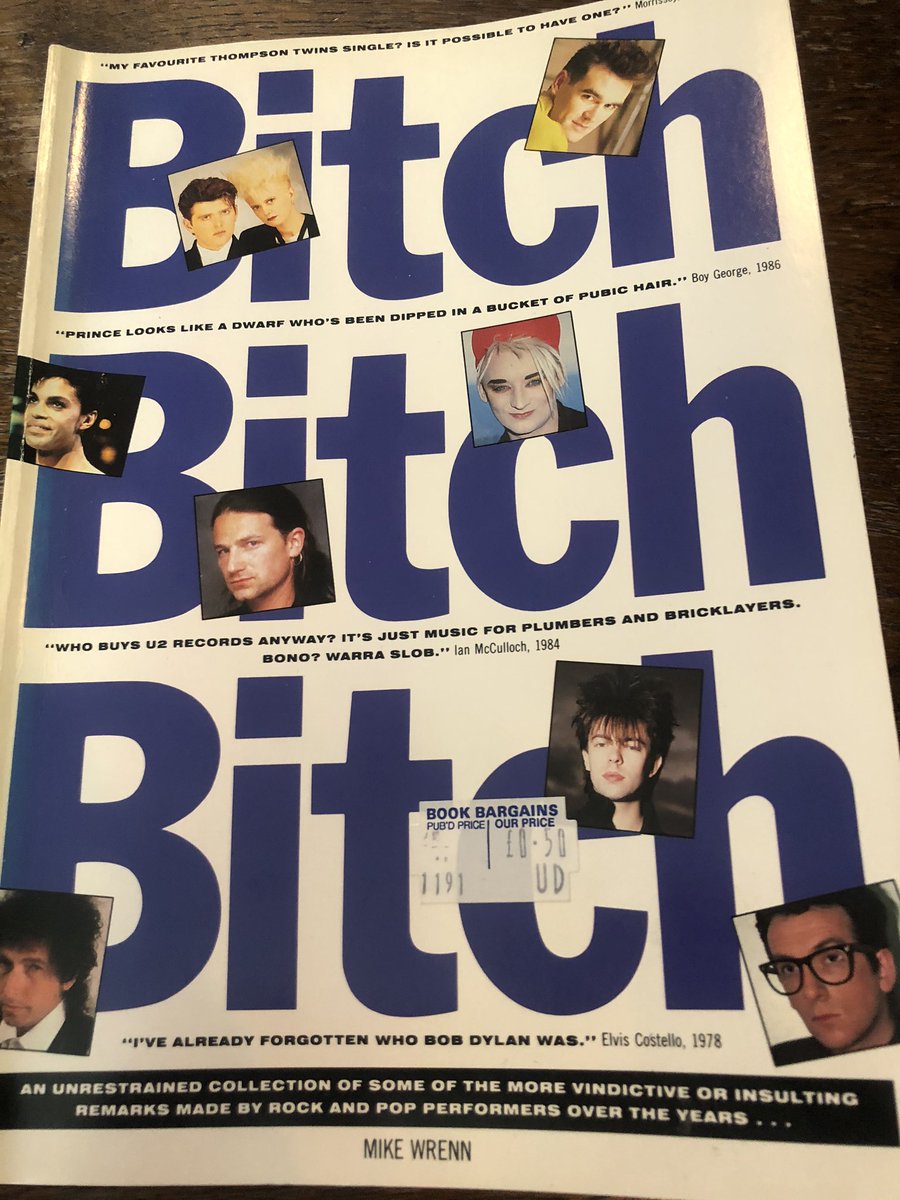 “MY FAVOURITE THOMPSON TWINS SINGLE? IS IT POSSIBLE TO HAVE ONE?” Morrissey,
Bitch
“PRINCE LOOKS LIKE A DWARF WHO'S BEEN DIPPED IN A BUCKET OF PUBIC HAIR.” Boy George, 1986
Bitch
“WHO BUYS U2 RECORDS ANYWAY? IT'S JUST MUSIC FOR PLUMBERS AND BRICKLAYERS.
BONO? WARRA SLOB.” Ian McCulloch, 1984
Bitch
BOOK BARGAINS
PUB'D PRICE | OUR PRICE
£0.50
1191 UD
“I'VE ALREADY FORGOTTEN WHO BOB DYLAN WAS.” Elvis Costello, 1978
AN UNRESTRAINED COLLECTION OF SOME OF THE MORE VINDICTIVE OR INSULTING
REMARKS MADE BY ROCK AND POP PERFORMERS OVER THE YEARS . . .
MIKE WRENN